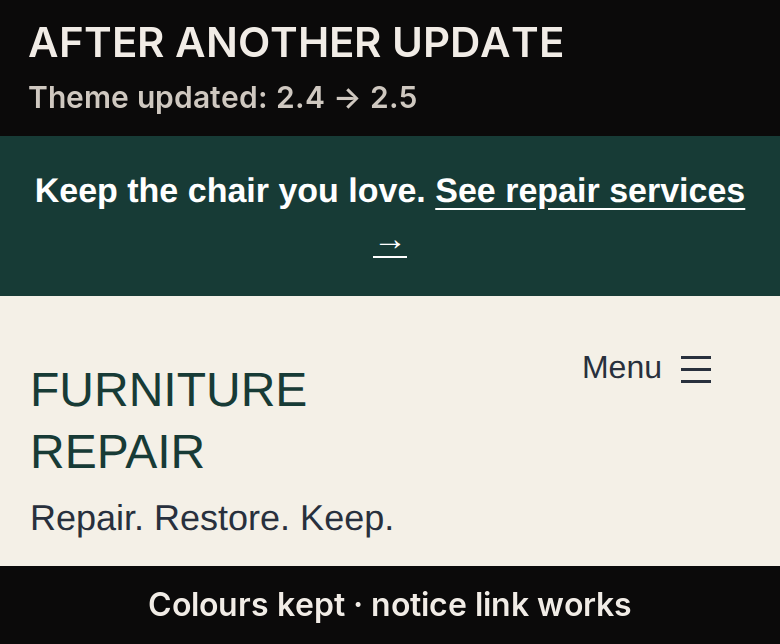 AFTER ANOTHER UPDATE
Theme updated: 2.4 → 2.5
Keep the chair you love. See repair services
→
Menu
FURNITURE
REPAIR
Repair. Restore. Keep.
Colours kept · notice link works